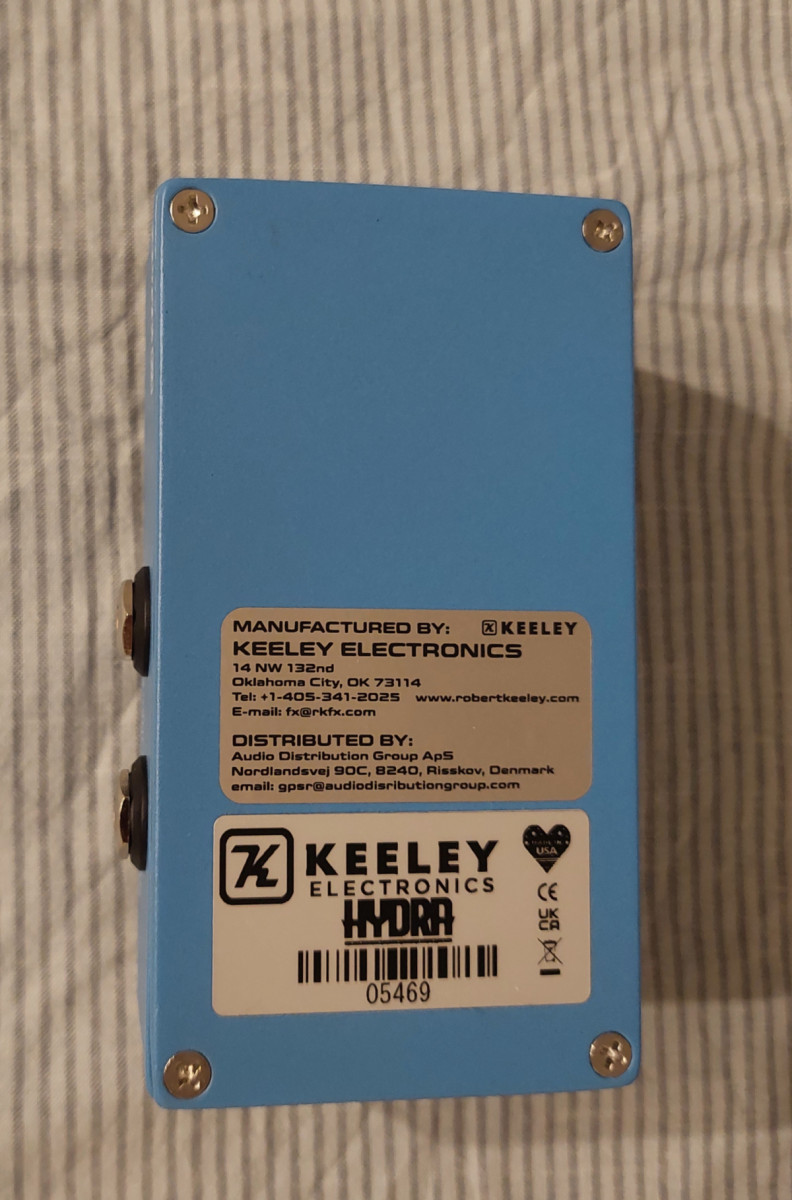 MANUFACTURED BY: KEELEY
KEELEY ELECTRONICS
14 NW 132nd
Oklahoma City, OK 73114
Tel: +1-405-341-2025 www.robertkeeley.com
E-mail: fx@rkfx.com
DISTRIBUTED BY:
Audio Distribution Group ApS
Nordlandsvej 90C, 8240, Risskov, Denmark
email: gpsr@audiodisributiongroup.com
KEELEY
ELECTRONICS
HYDRA
05469
USA
CE
UK
CA